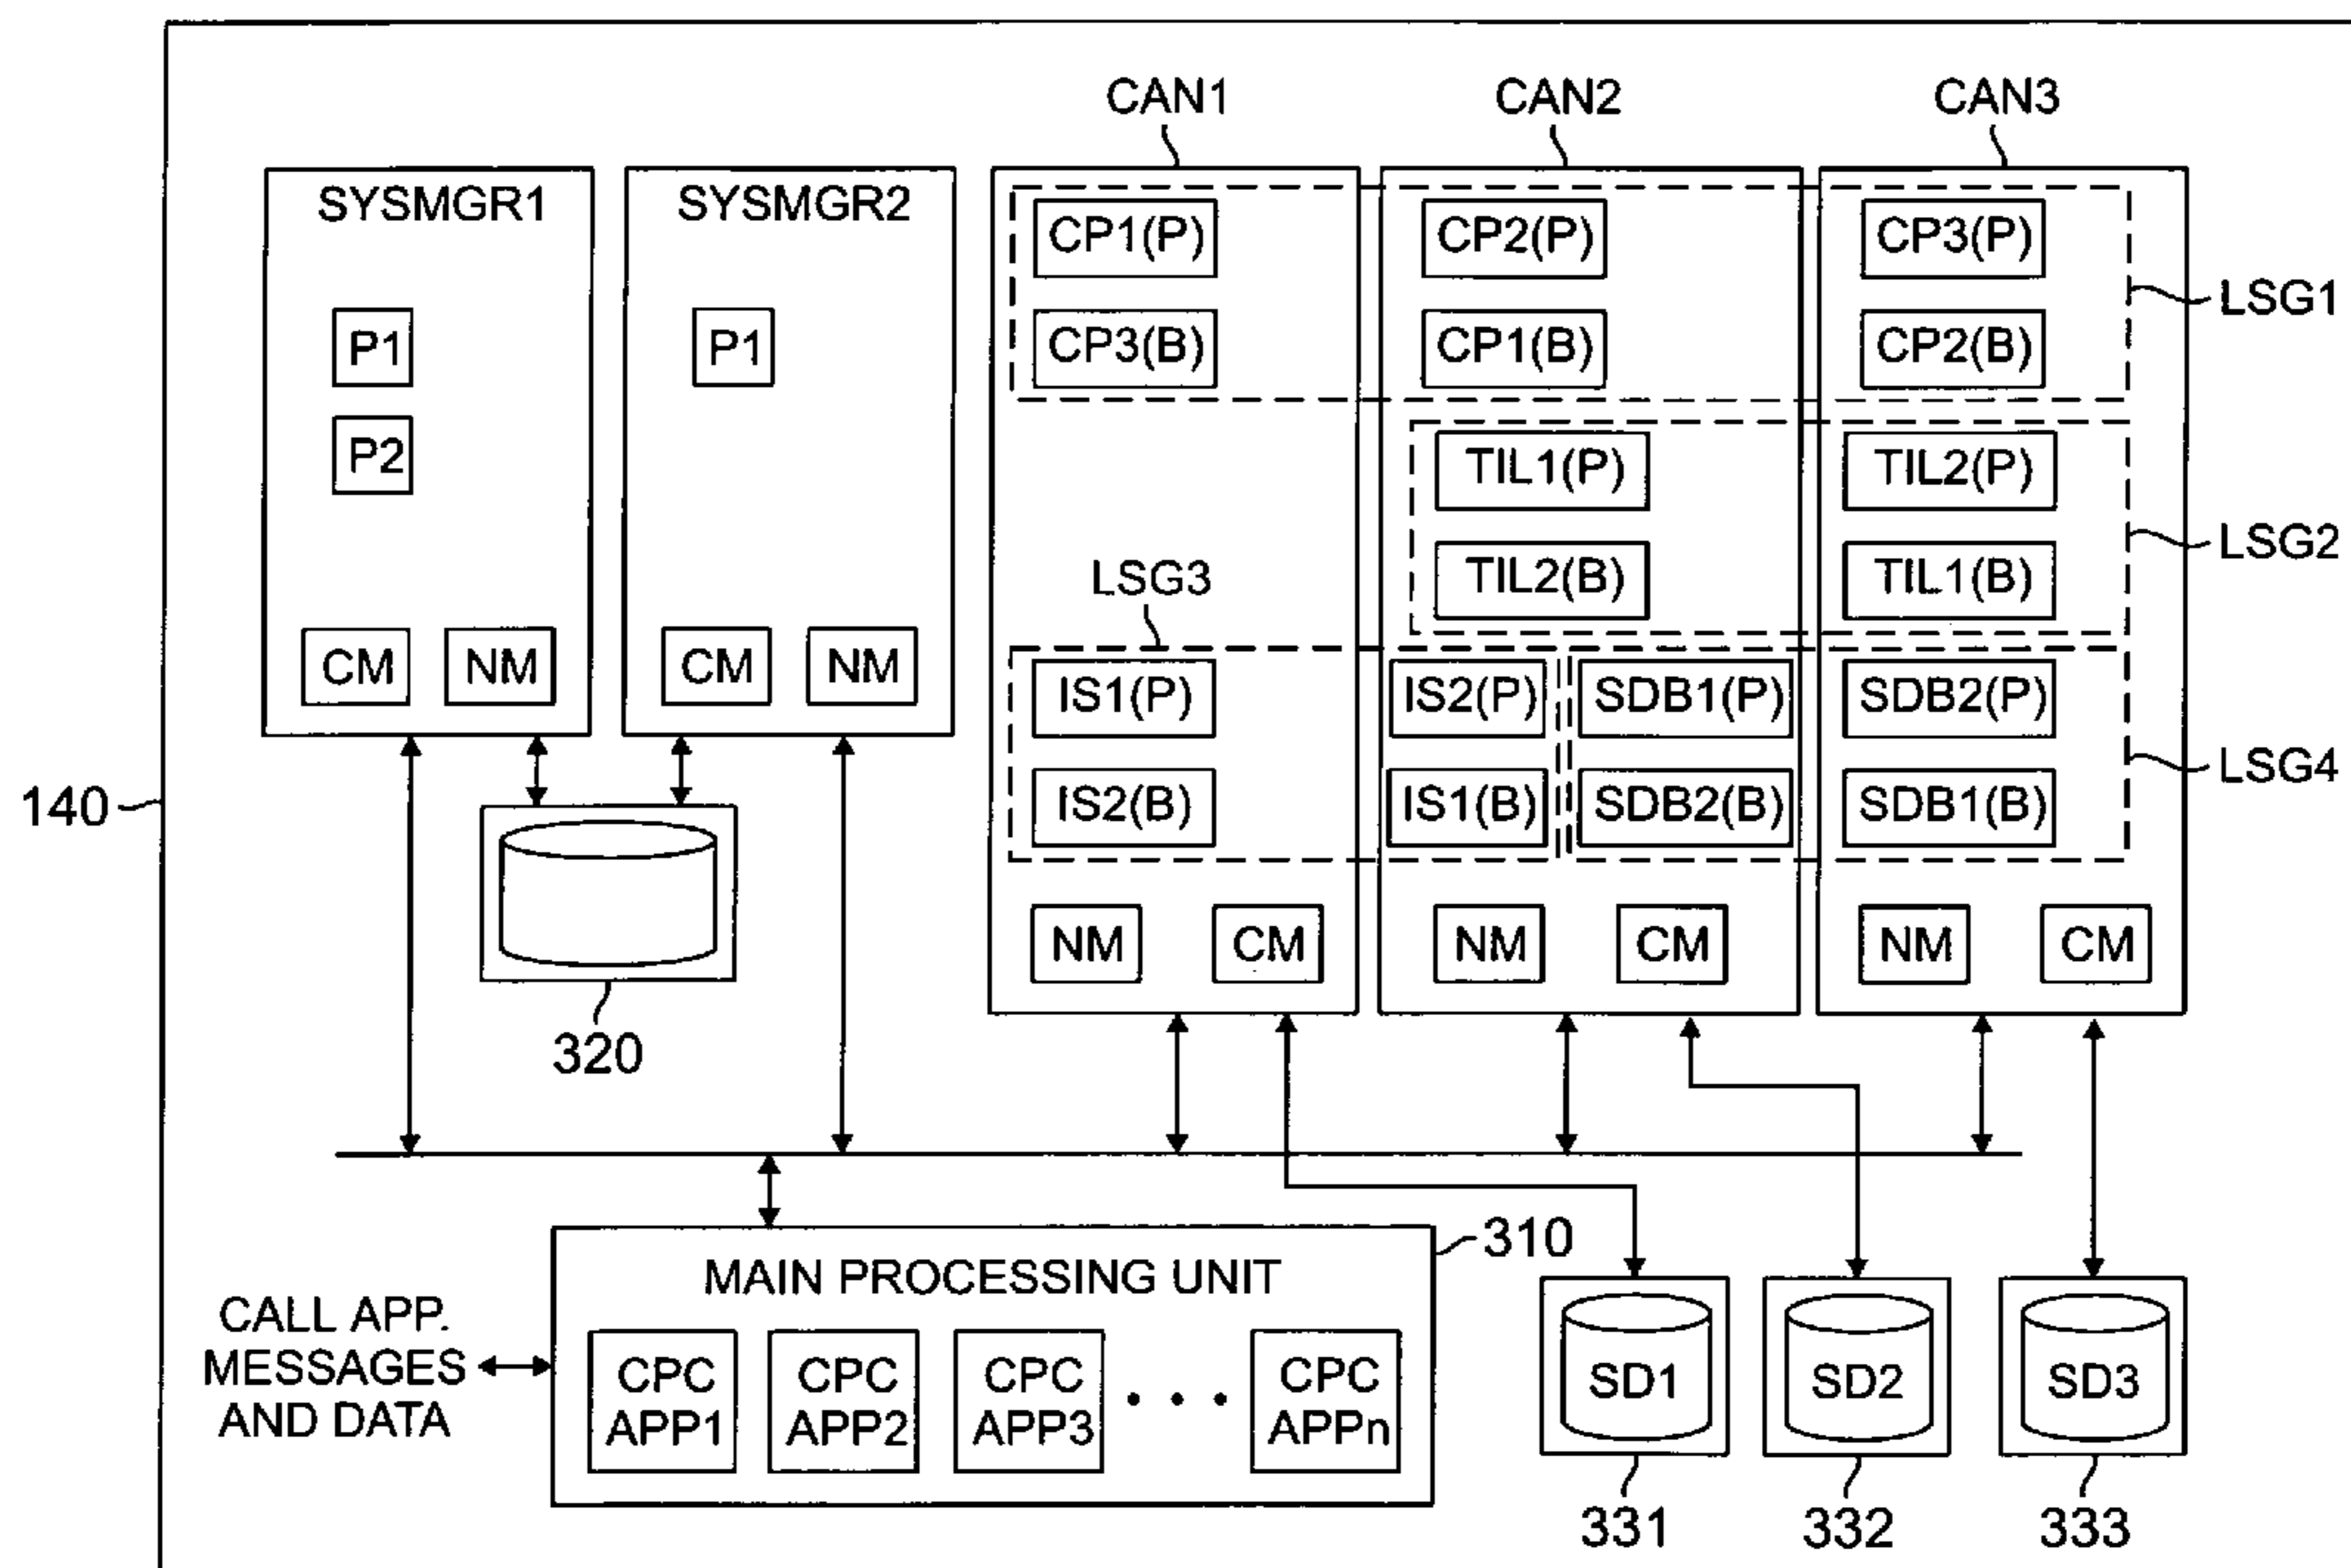 CAN1 CAN2 CAN3
SYSMGR1 SYSMGR2
CP1(P) CP2(P) CP3(P)
LSG1
P1 P1 CP3(B) CP1(B) CP2(B)
P2 TIL1(P) TIL2(P)
LSG2
LSG3 TIL2(B) TIL1(B)
CM NM CM NM IS1(P) IS2(P) SDB1(P) SDB2(P)
LSG4
140 IS2(B) IS1(B) SDB2(B) SDB1(B)
NM CM NM CM NM CM
320
310
MAIN PROCESSING UNIT
CALL APP.
MESSAGES
AND DATA
CPC
APP1
CPC
APP2
CPC
APP3
• • •
CPC
APPn
SD1 SD2 SD3
331 332 333